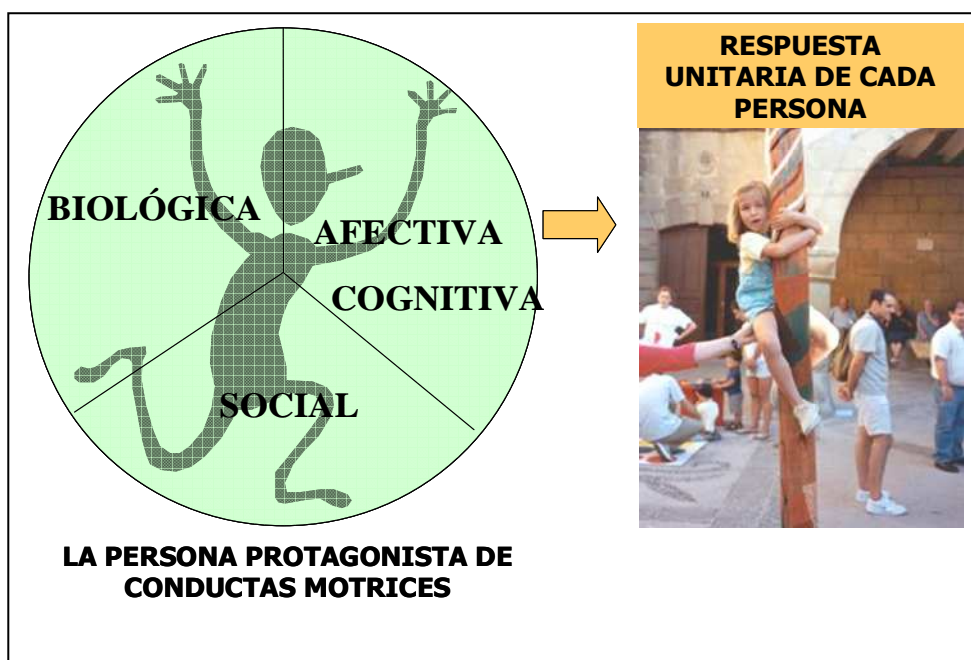 BIOLÓGICA
AFECTIVA
COGNITIVA
SOCIAL
LA PERSONA PROTAGONISTA DE
CONDUCTAS MOTRICES
RESPUESTA
UNITARIA DE CADA
PERSONA